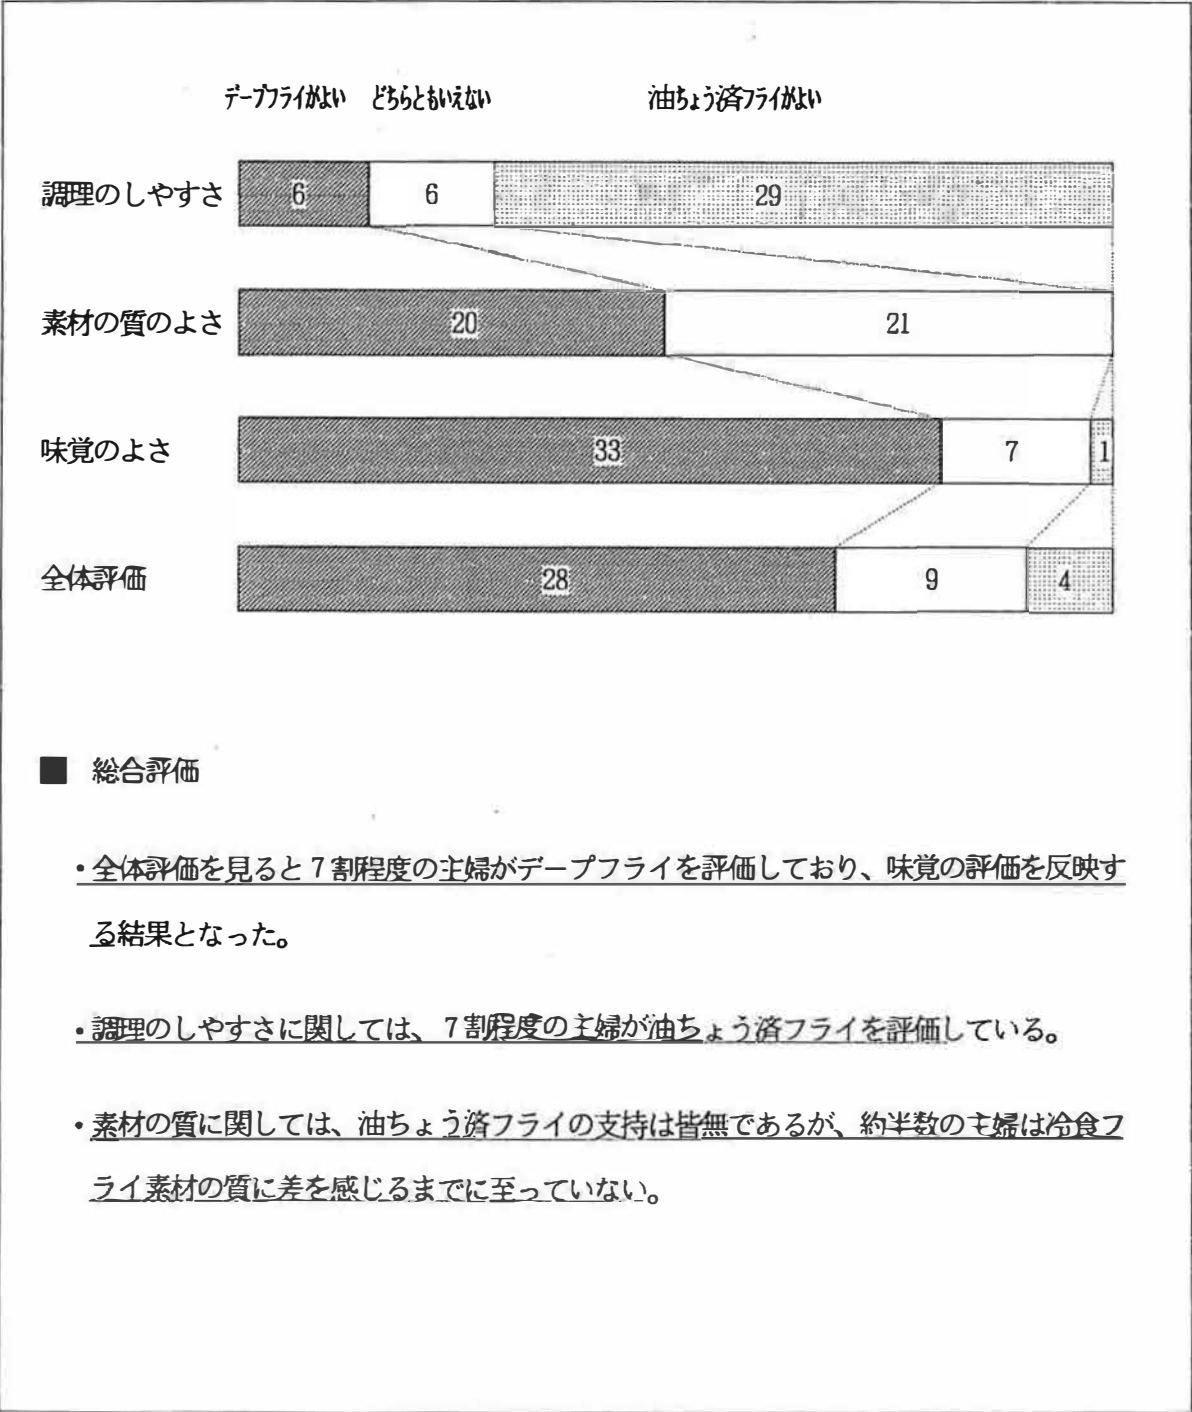 デープフライがよい どちらともいえない 油ちょう済フライがよい
調理のしやすさ 6 6 29
素材の質のよさ 20 21
味覚のよさ 33 7 1
全体評価 28 9 4
■ 総合評価
・全体評価を見ると7割程度の主婦がデープフライを評価しており、味覚の評価を反映す
る結果となった。
・調理のしやすさに関しては、7割程度の主婦が油ちょう済フライを評価している。
・素材の質に関しては、油ちょう済フライの支持は皆無であるが、約半数の主婦は冷食フ
ライ素材の質に差を感じるまでに至っていない。